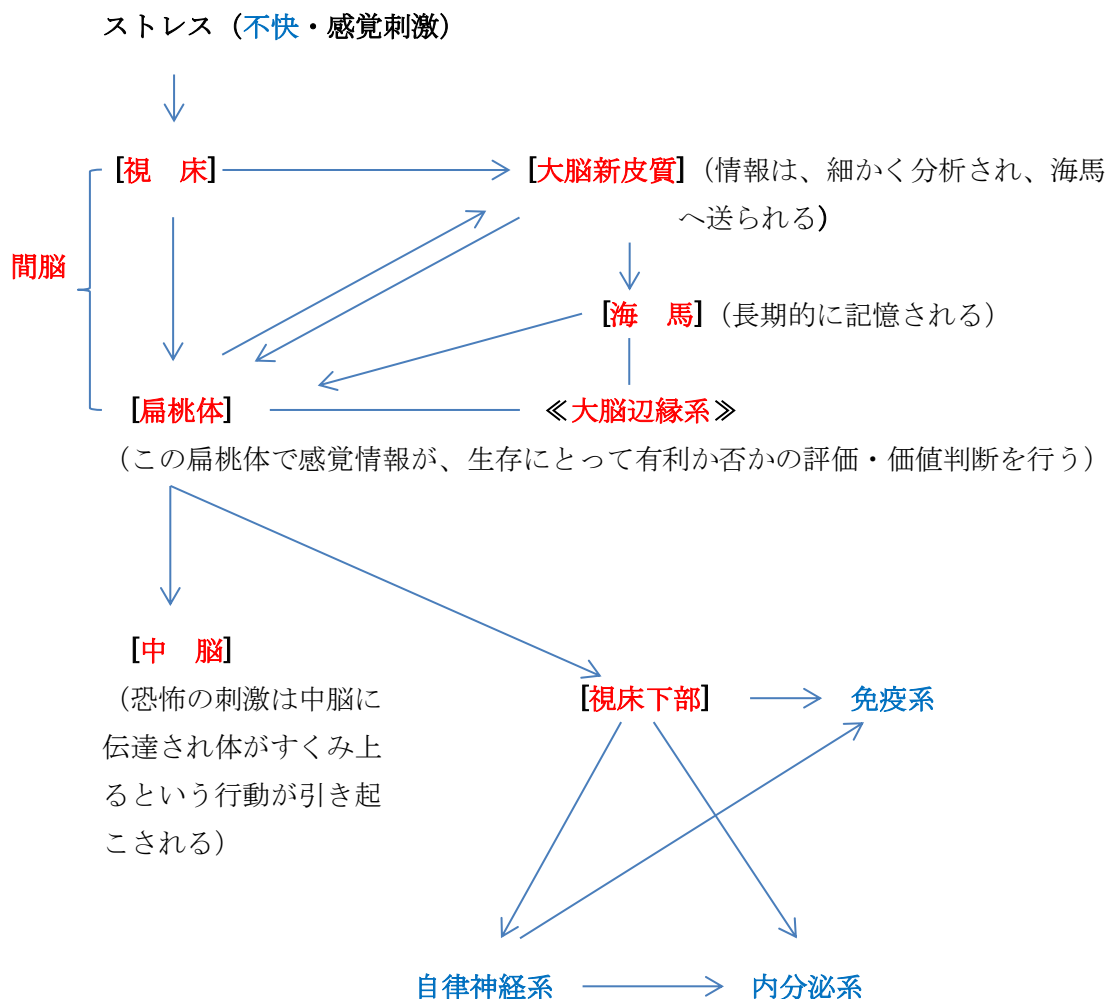 ストレス（不快・感覚刺激）
[視　床]
[大脳新皮質]（情報は、細かく分析され、海馬
へ送られる）
間脳
[海　馬]（長期的に記憶される）
[扁桃体]
≪大脳辺縁系≫
（この扁桃体で感覚情報が、生存にとって有利か否かの評価・価値判断を行う）
[中　脳]
（恐怖の刺激は中脳に
伝達され体がすくみ上
るという行動が引き起
こされる）
[視床下部]
免疫系
自律神経系
内分泌系